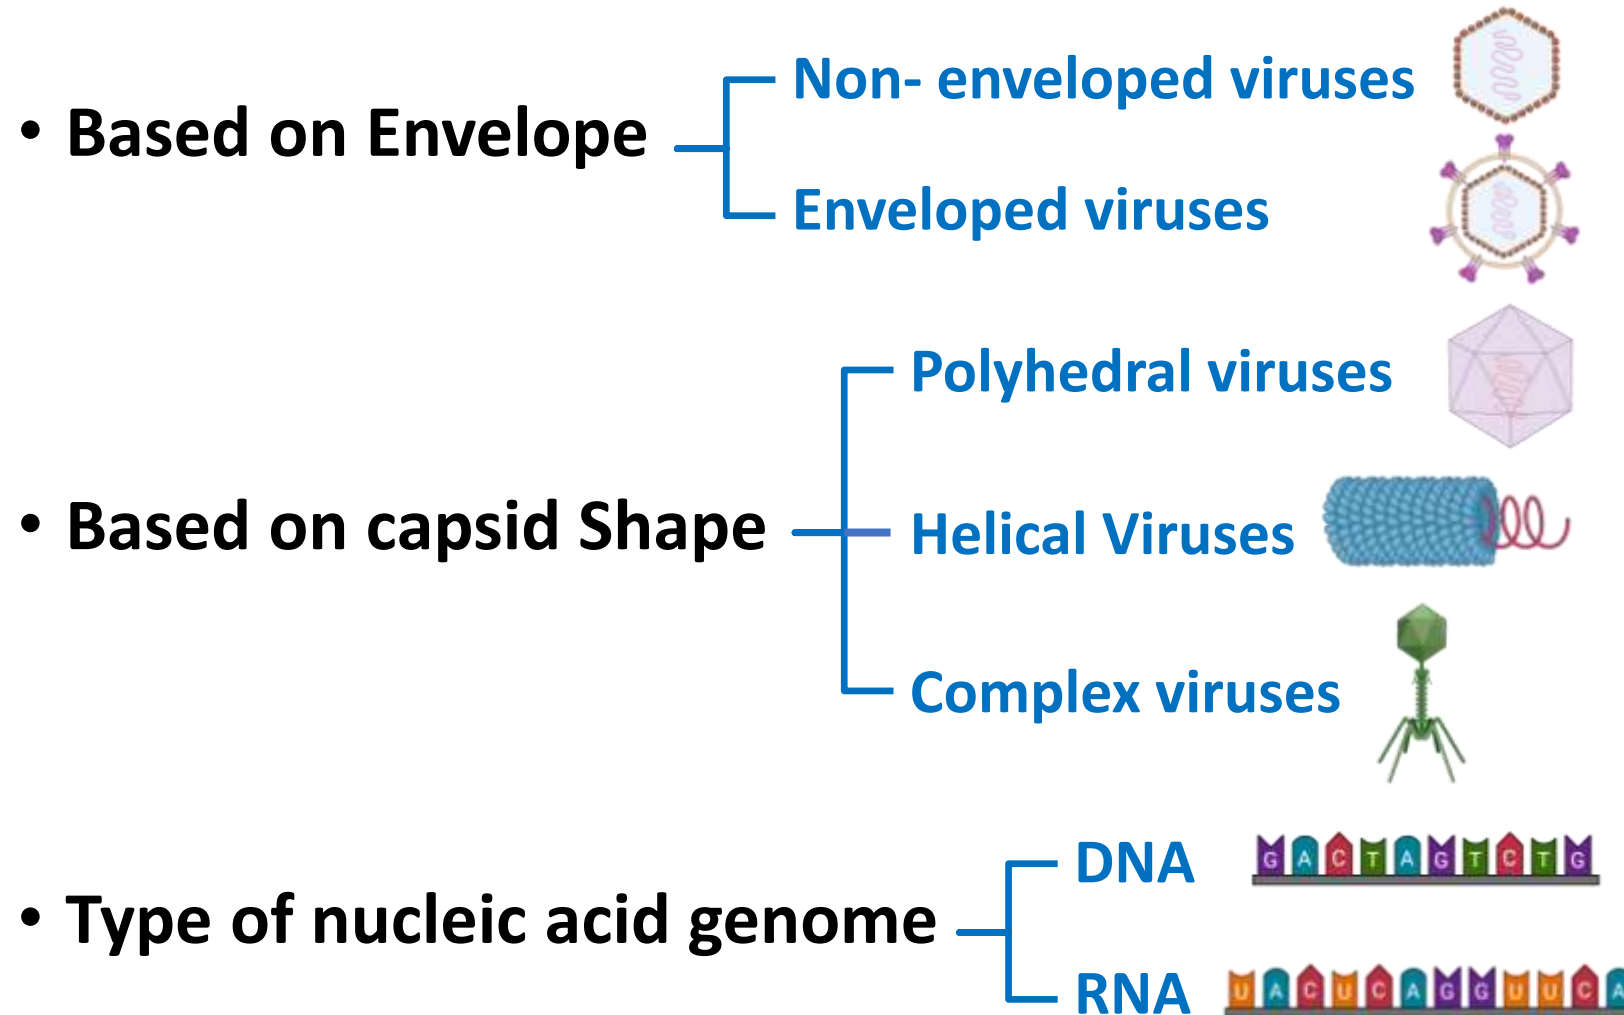 Non- enveloped viruses
• Based on Envelope
Enveloped viruses
Polyhedral viruses
• Based on capsid Shape
Helical Viruses
Complex viruses
DNA
G A C T A G T C T G
• Type of nucleic acid genome
RNA
U A C U C A G G U U C A